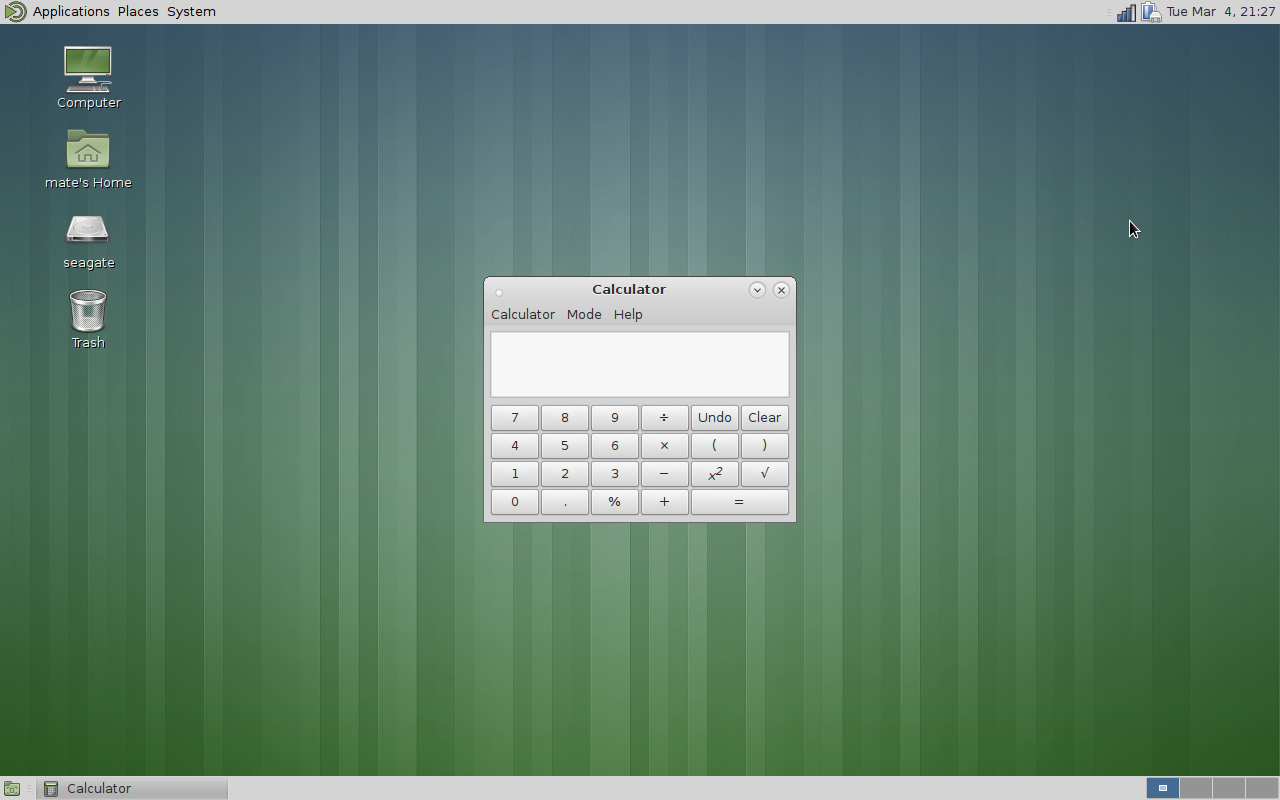 Applications Places System
Tue Mar 4, 21:27
Computer
mate's Home
seagate
Trash
Calculator
Calculator Mode Help
7 8 9 ÷ Undo Clear
4 5 6 × ( )
1 2 3 − x² √
0 . % + =
Calculator